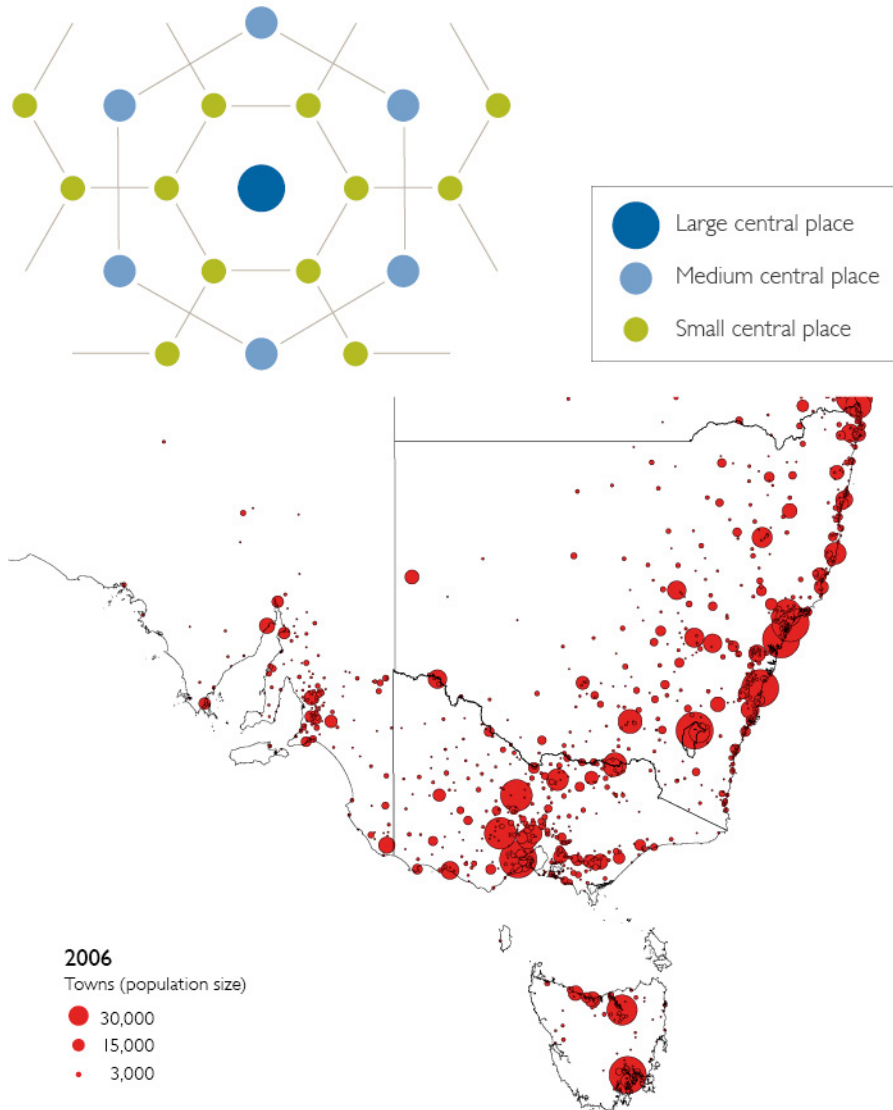 Large central place
Medium central place
Small central place
2006
Towns (population size)
30,000
15,000
3,000